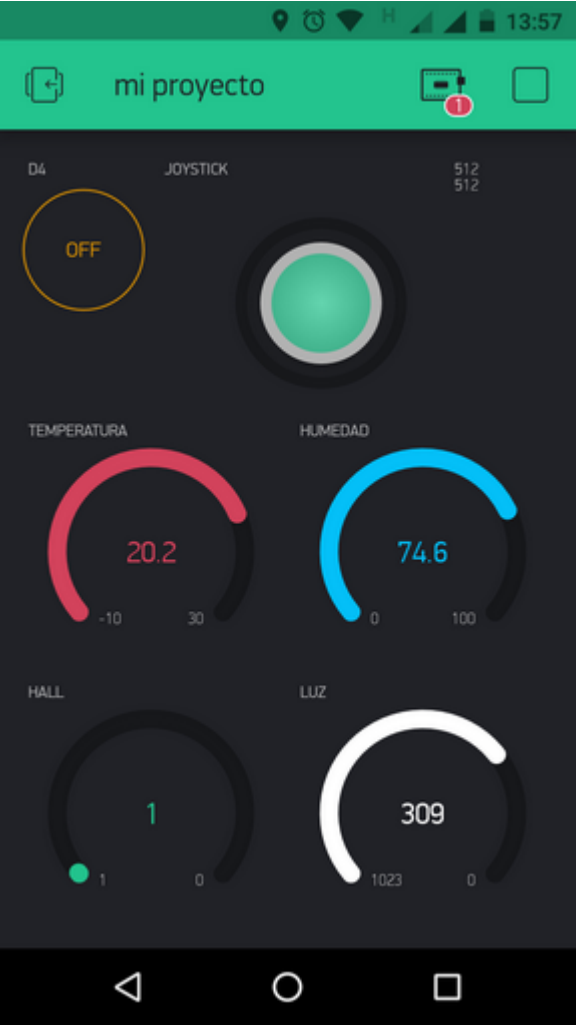 H 13:57
mi proyecto
1
D4 JOYSTICK 512
512
OFF
TEMPERATURA HUMEDAD
20.2 74.6
-10 30 0 100
HALL LUZ
1 309
1 0 1023 0